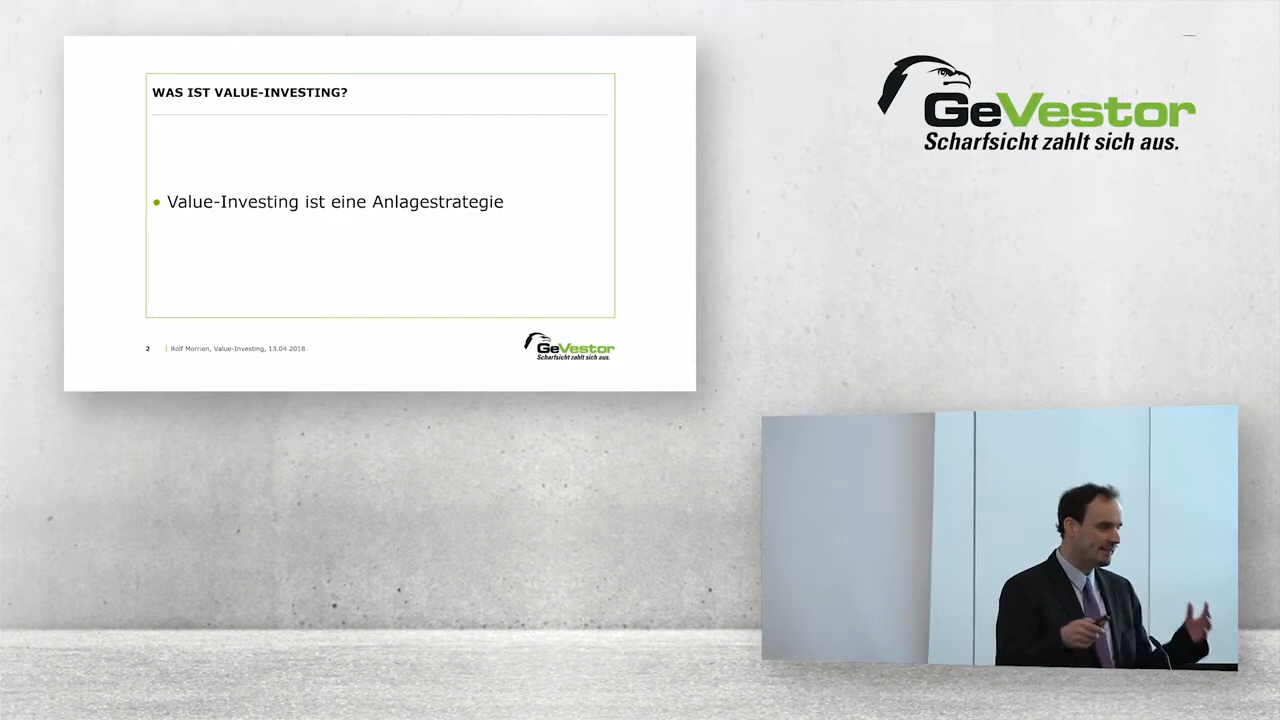 WAS IST VALUE-INVESTING?
• Value-Investing ist eine Anlagestrategie
2 | Rolf Morrien, Value-Investing, 13.04.2018
GeVestor
Scharfsicht zahlt sich aus.
GeVestor
Scharfsicht zahlt sich aus.